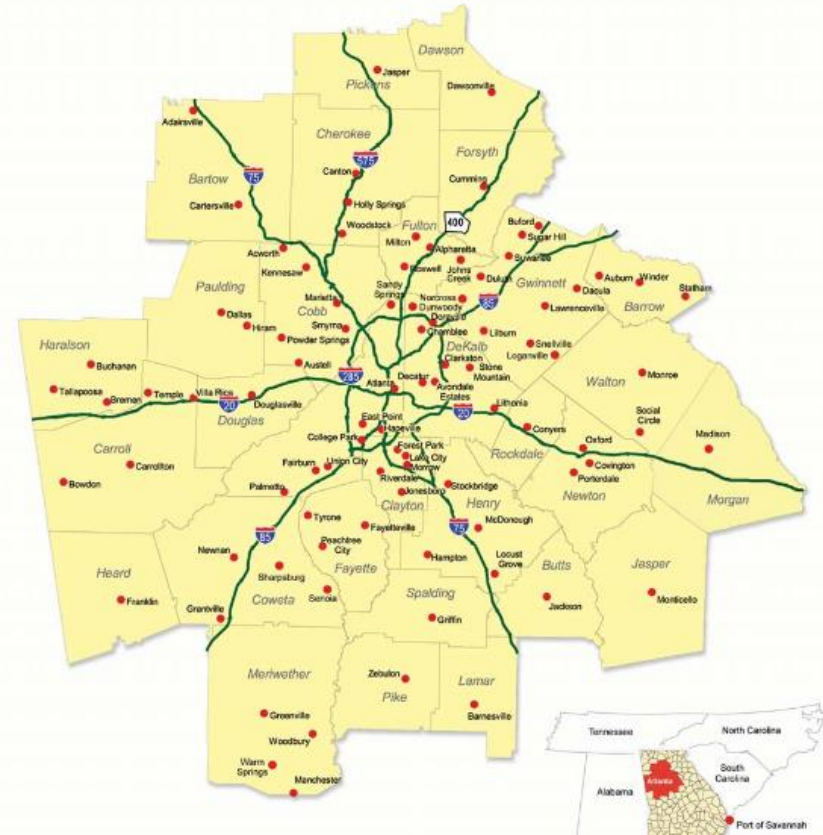 Dawson
Jasper
Pickens
Dawsonville
Adairsville
Cherokee
Forsyth
575
75
Bartow
Canton
Cumming
Cartersville
Holly Springs
400
Woodstock
Fulton
Buford
Sugar Hill
Milton
Alpharetta
Acworth
Suwanee
Kennesaw
Roswell
Johns
Creek
Duluth
Gwinnett
Auburn
Winder
Dacula
Statham
Paulding
Sandy
Springs
Marietta
Norcross
85
Dunwoody
Lawrenceville
Barrow
Cobb
Dallas
Doraville
Hiram
Smyrna
Chamblee
Lilburn
Powder Springs
Snellville
Haralson
DeKalb
Loganville
Buchanan
Austell
Clarkston
Stone
Mountain
285
Walton
Monroe
Tallapoosa
Temple
Villa Rica
Atlanta
Decatur
Avondale
Estates
Bremen
20
Douglasville
20
Lithonia
Social
Circle
Douglas
East Point
Hapeville
Conyers
Madison
College Park
Oxford
Carroll
Forest Park
Rockdale
Carrollton
Fairburn
Union City
Lake City
Morrow
Covington
Riverdale
Porterdale
Bowdon
Palmetto
Jonesboro
Stockbridge
Newton
Morgan
Clayton
Henry
Tyrone
Fayetteville
75
McDonough
85
Peachtree
City
Newnan
Hampton
Locust
Grove
Butts
Jasper
Heard
Sharpsburg
Fayette
Franklin
Coweta
Senoia
Spalding
Monticello
Grantville
Griffin
Jackson
Meriwether
Zebulon
Lamar
Pike
Greenville
Barnesville
Woodbury
Warm
Springs
Manchester
Tennessee
North Carolina
South
Carolina
Alabama
Atlanta
Port of Savannah